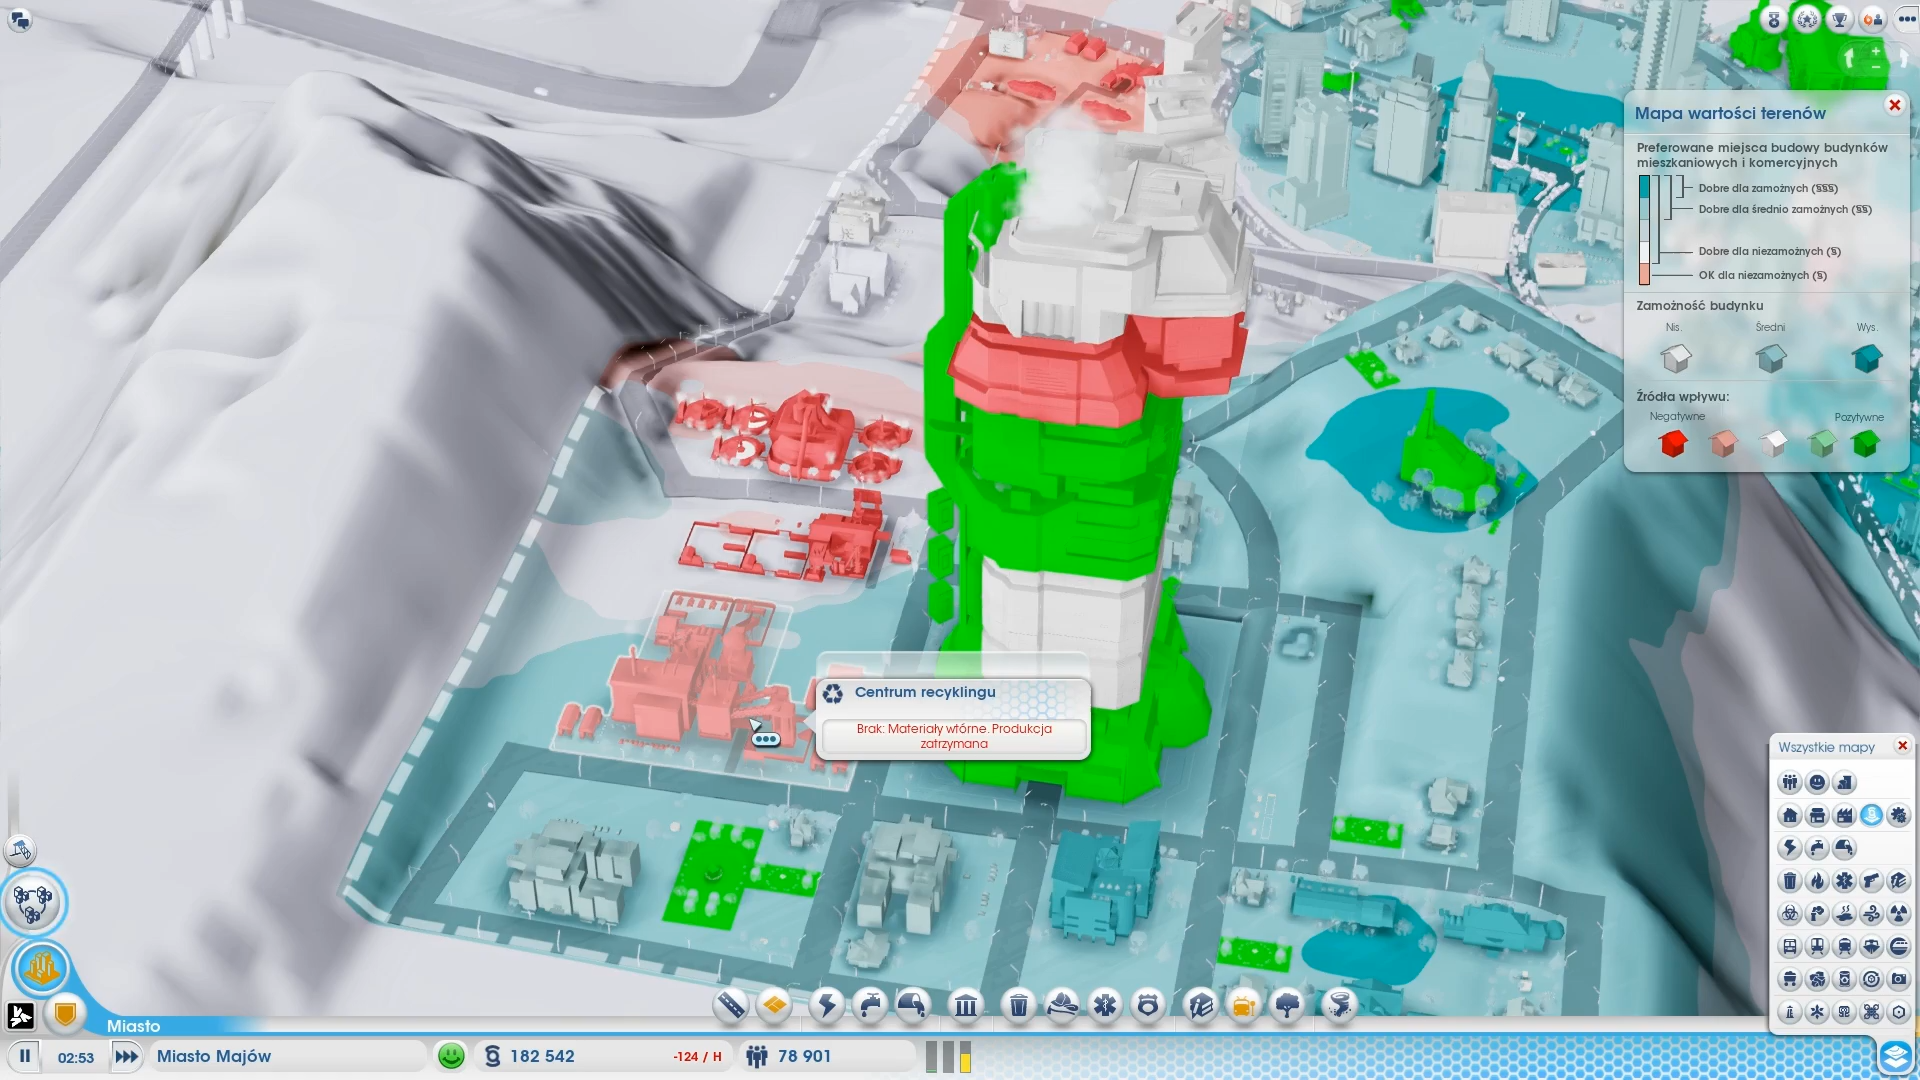 Mapa wartości terenów
Preferowane miejsca budowy budynków
mieszkaniowych i komercyjnych
Dobre dla zamożnych (§§§)
Dobre dla średnio zamożnych (§§)
Dobre dla niezamożnych (§)
OK dla niezamożnych (§)
Zamożność budynku
Nis.
Średni
Wys.
Źródła wpływu:
Negatywne
Pozytywne
Centrum recyklingu
Brak: Materiały wtórne. Produkcja
zatrzymana
Wszystkie mapy
Miasto
02:53
Miasto Majów
182 542
-124 / H
78 901